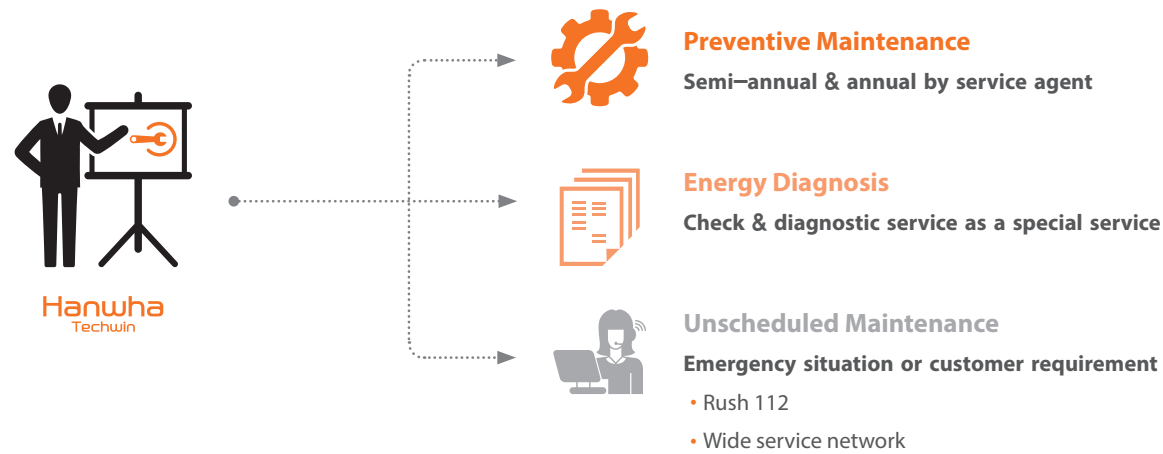 Hanwha
Techwin
Preventive Maintenance
Semi–annual & annual by service agent
Energy Diagnosis
Check & diagnostic service as a special service
Unscheduled Maintenance
Emergency situation or customer requirement
• Rush 112
• Wide service network